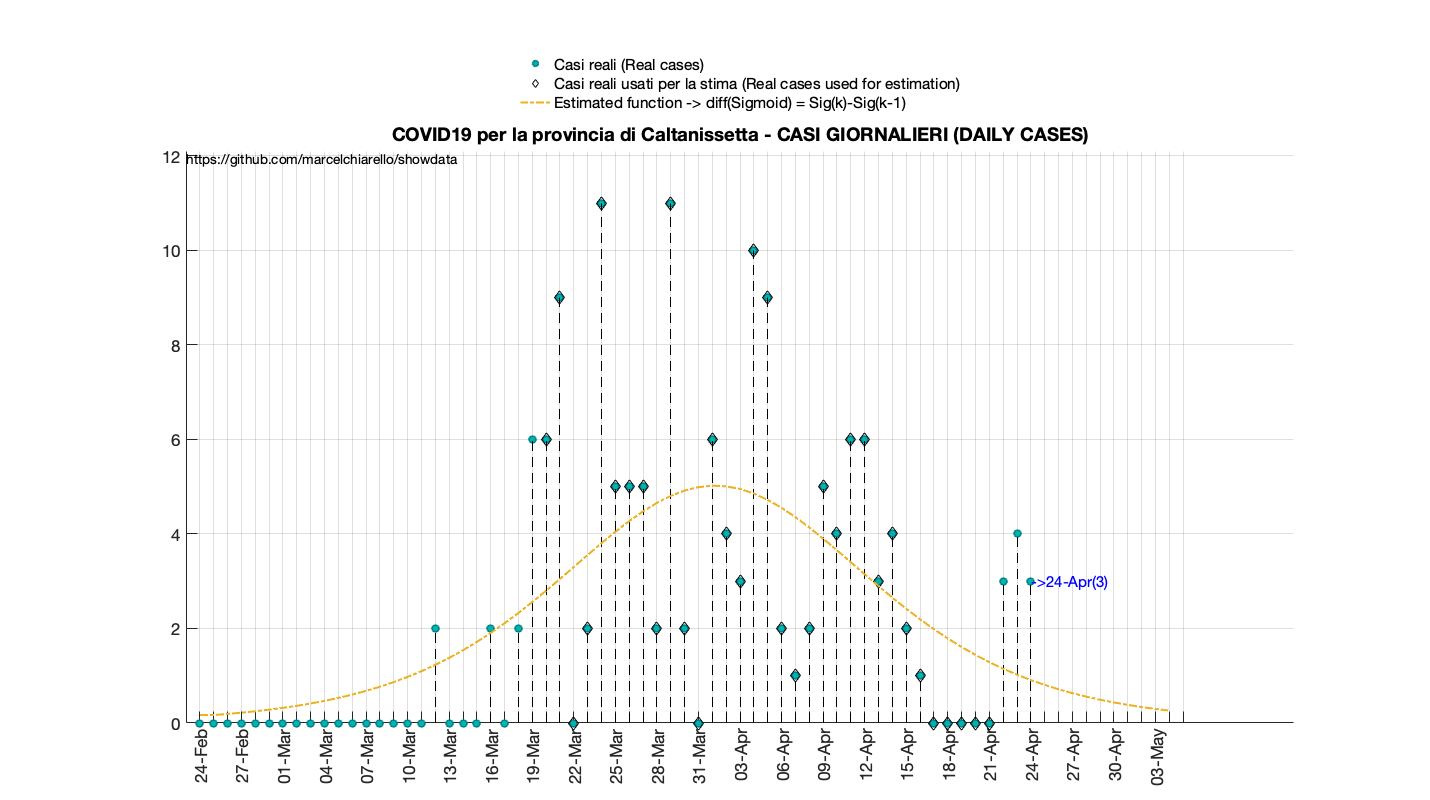 Casi reali (Real cases)
Casi reali usati per la stima (Real cases used for estimation)
Estimated function -> diff(Sigmoid) = Sig(k)-Sig(k-1)
COVID19 per la provincia di Caltanissetta - CASI GIORNALIERI (DAILY CASES)
https://github.com/marcelchiarello/showdata
12
10
8
6
4
2
0
->24-Apr(3)
24-Feb
27-Feb
01-Mar
04-Mar
07-Mar
10-Mar
13-Mar
16-Mar
19-Mar
22-Mar
25-Mar
28-Mar
31-Mar
03-Apr
06-Apr
09-Apr
12-Apr
15-Apr
18-Apr
21-Apr
24-Apr
27-Apr
30-Apr
03-May